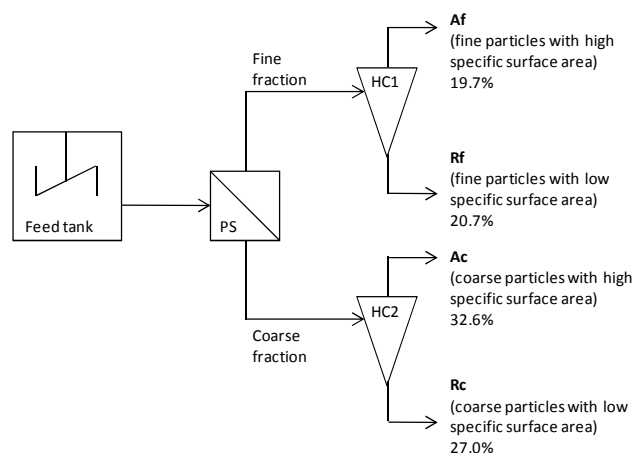 Feed tank
PS
Fine
fraction
Coarse
fraction
HC1
HC2
Af
(fine particles with high
specific surface area)
19.7%
Rf
(fine particles with low
specific surface area)
20.7%
Ac
(coarse particles with high
specific surface area)
32.6%
Rc
(coarse particles with low
specific surface area)
27.0%